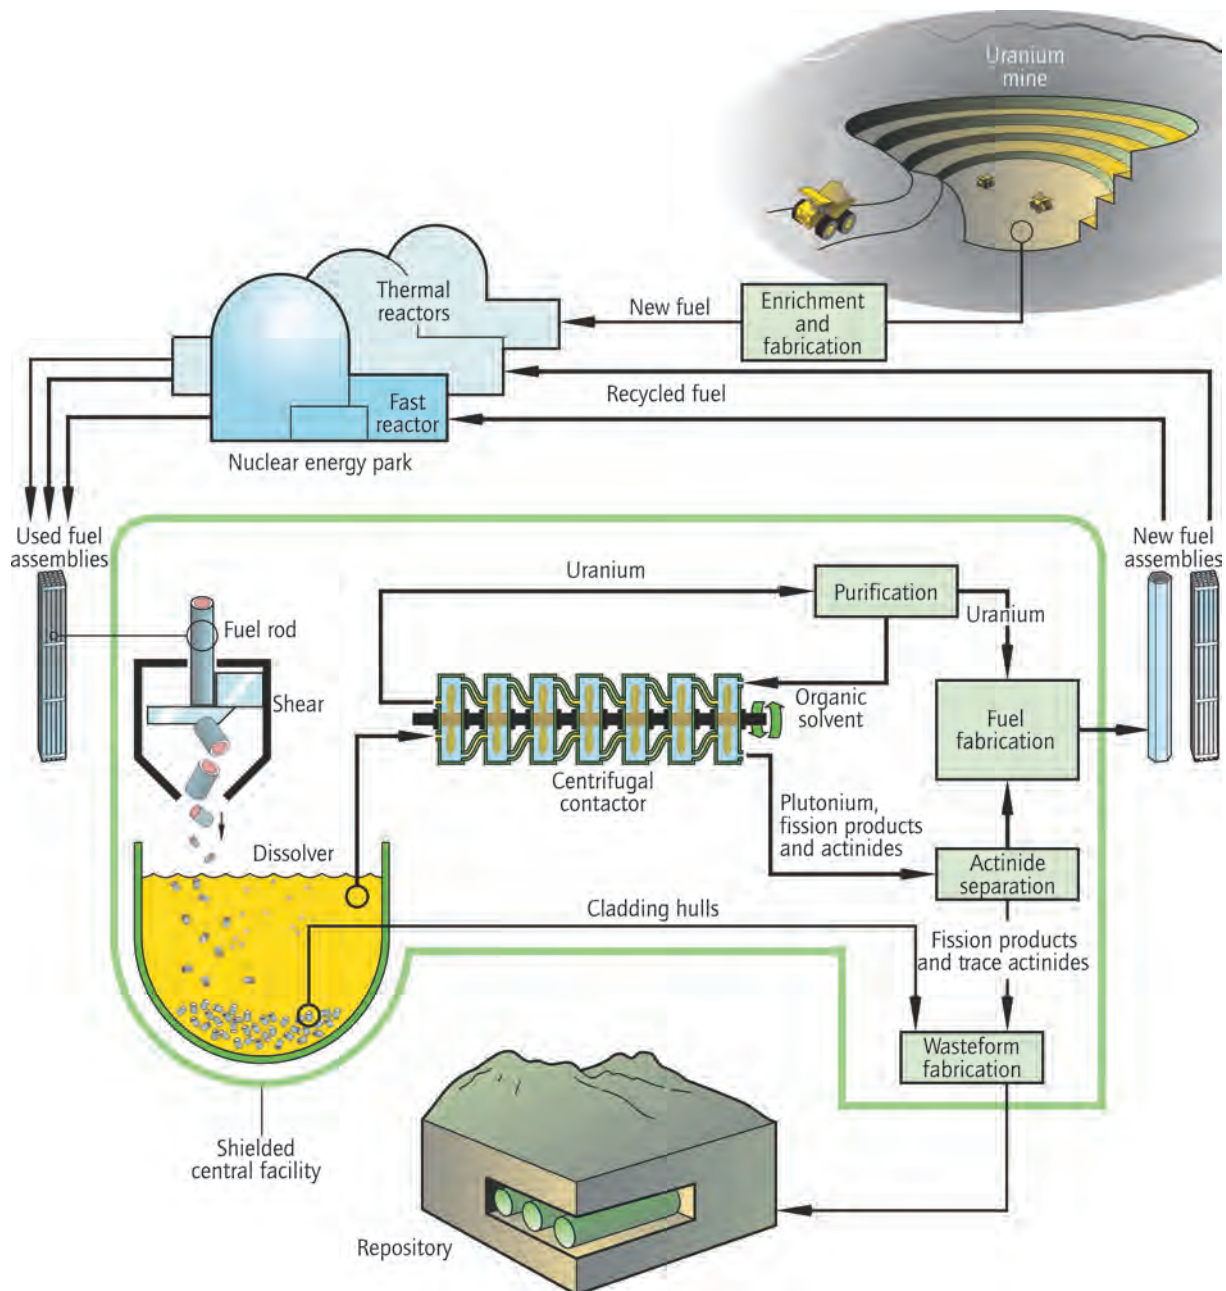 Uranium
mine
Thermal
reactors
New fuel
Enrichment
and
fabrication
Recycled fuel
Fast
reactor
Nuclear energy park
Used fuel
assemblies
New fuel
assemblies
Uranium
Purification
Uranium
Fuel rod
Shear
Organic
solvent
Fuel
fabrication
Centrifugal
contactor
Plutonium,
fission products
and actinides
Dissolver
Actinide
separation
Cladding hulls
Fission products
and trace actinides
Wasteform
fabrication
Shielded
central facility
Repository